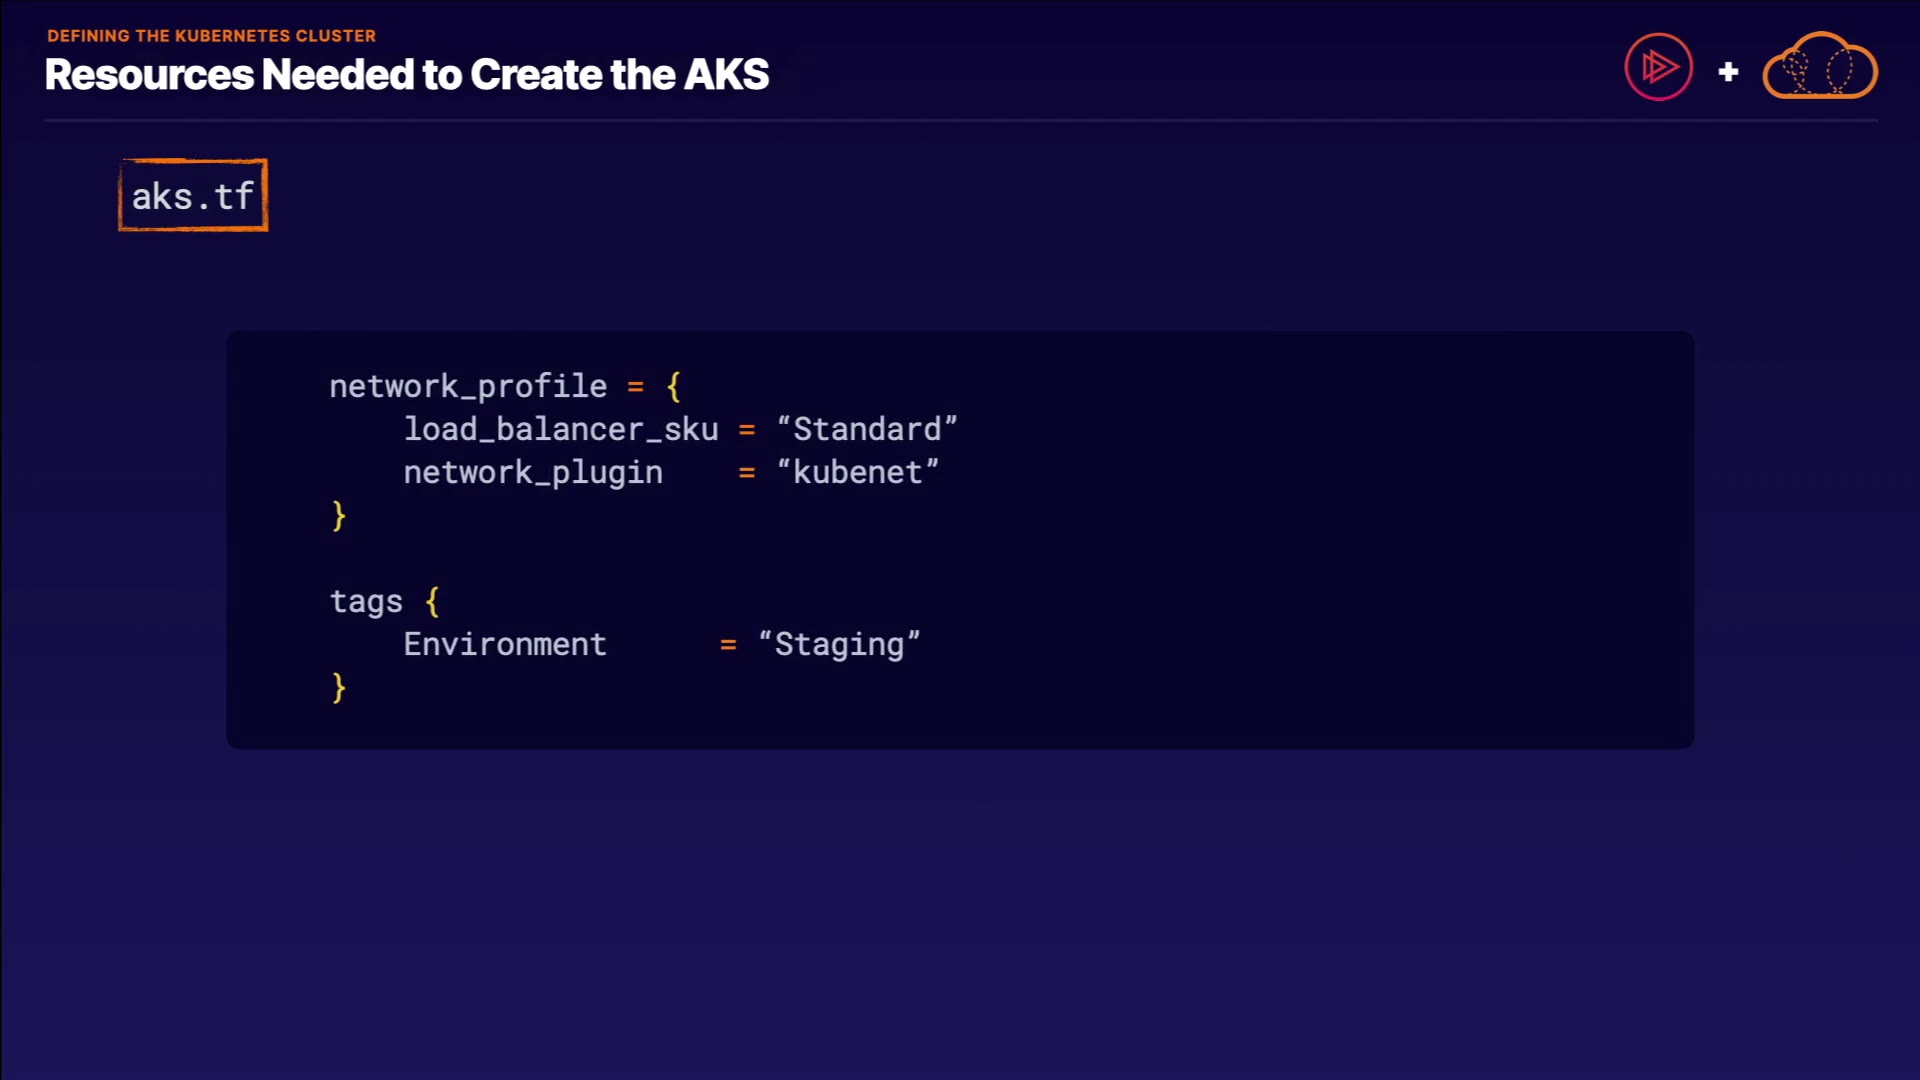 DEFINING THE KUBERNETES CLUSTER
Resources Needed to Create the AKS
+
aks.tf
network_profile = {
load_balancer_sku = “Standard”
network_plugin = “kubenet”
}
tags {
Environment = “Staging”
}